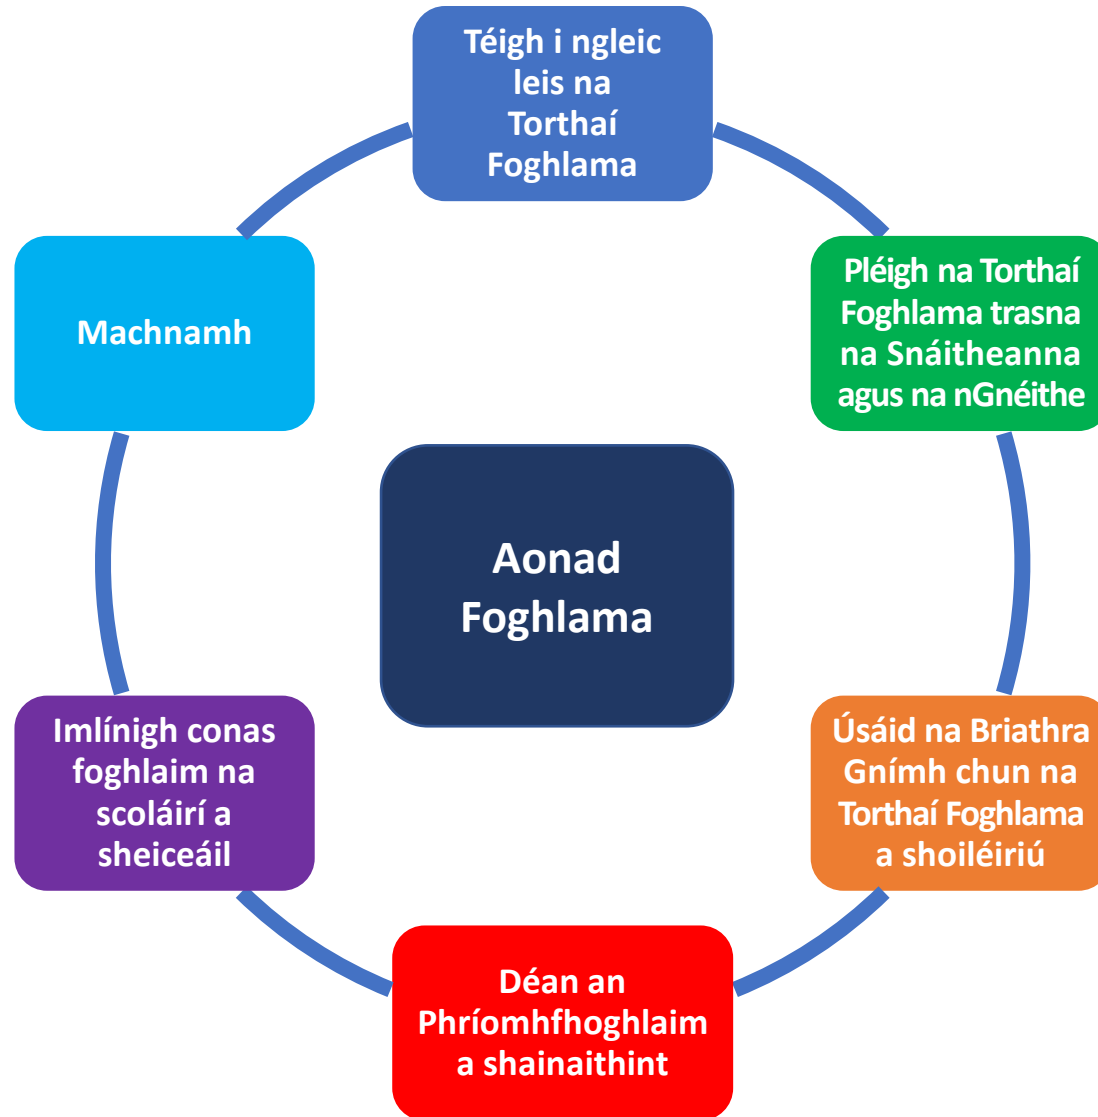 Téigh i ngleic
leis na
Torthaí
Foghlama
Pléigh na Torthaí
Foghlama trasna
na Snáitheanna
agus na nGnéithe
Úsáid na Briathra
Gnímh chun na
Torthaí Foghlama
a shoiléiriú
Déan an
Phríomhfhoghlaim
a shainaithint
Imlínigh conas
foghlaim na
scoláirí a
sheiceáil
Machnamh
Aonad
Foghlama